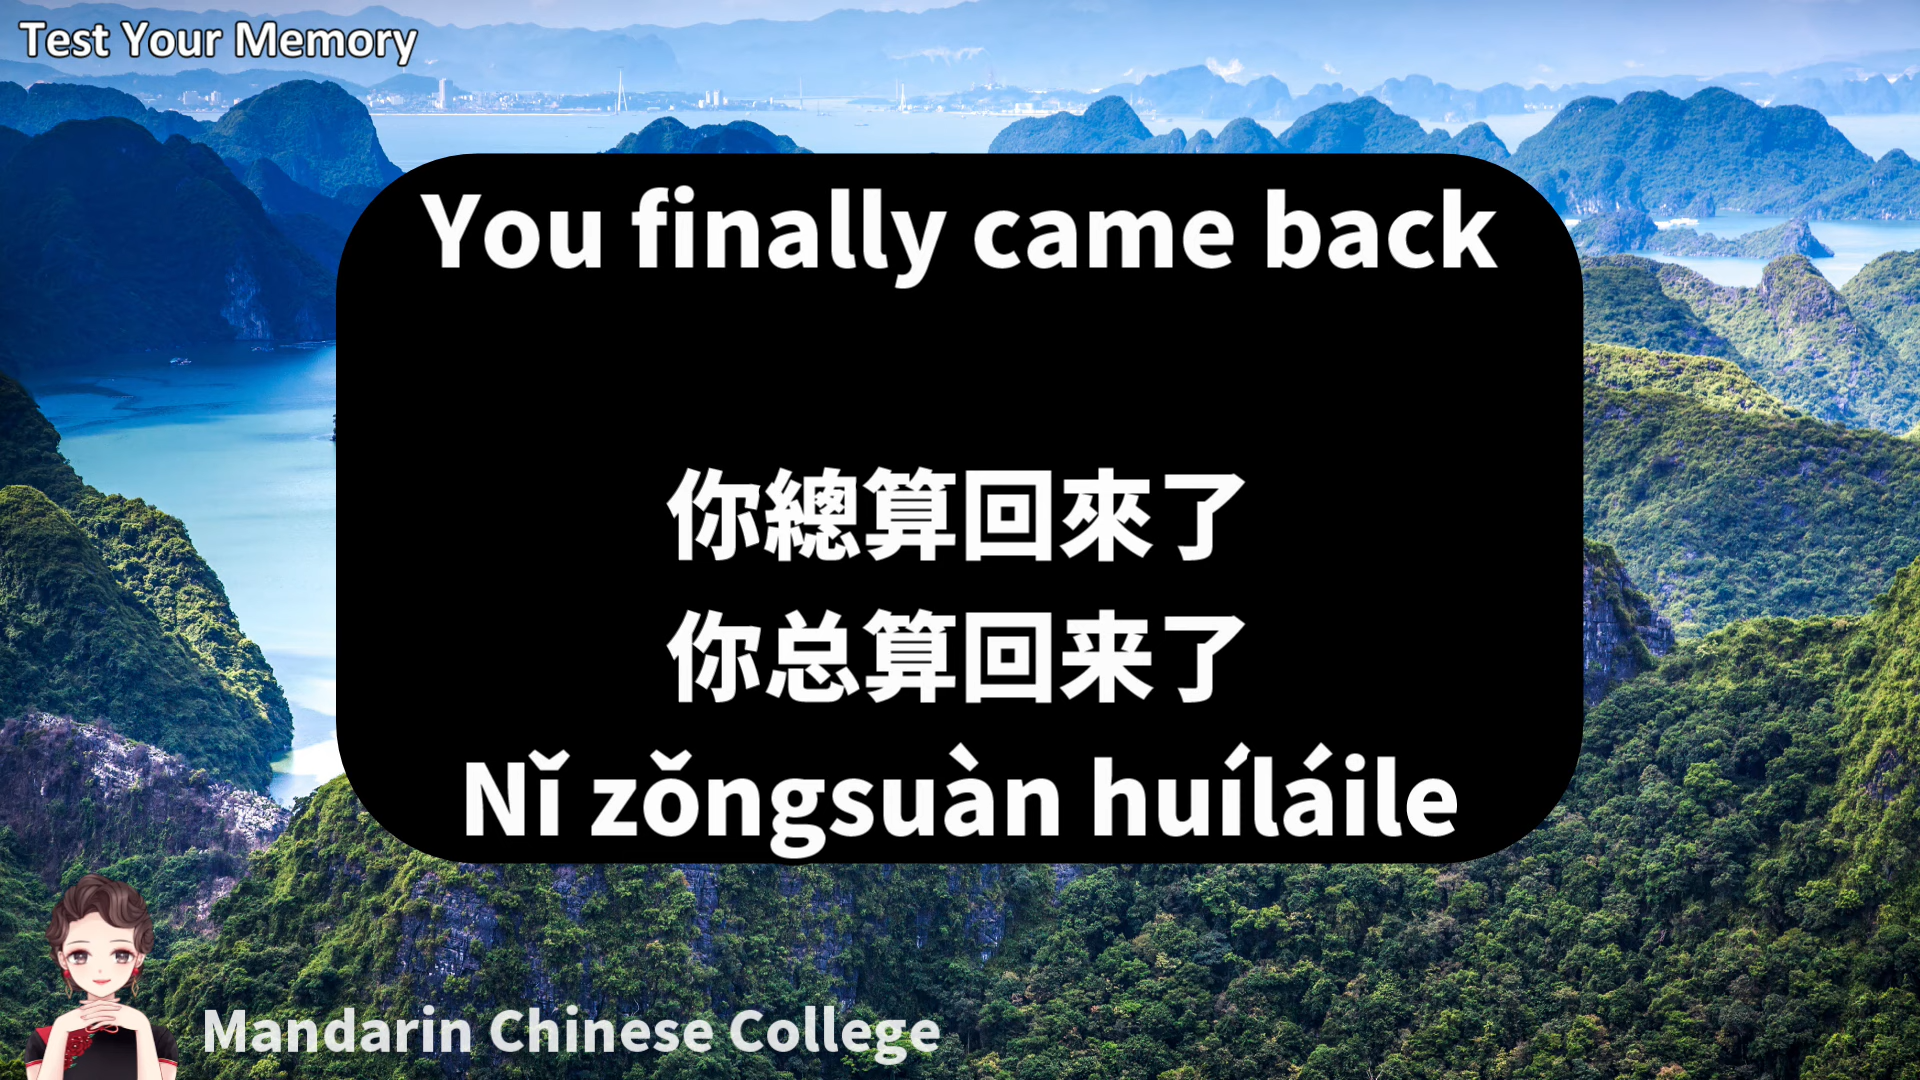 Test Your Memory
You finally came back
你總算回來了
你总算回来了
Nǐ zǒngsuàn huíláile
Mandarin Chinese College